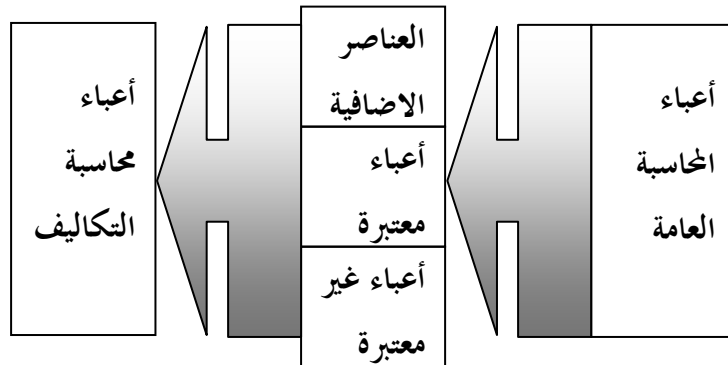 أعباء
المحاسبة
العامة
العناصر
الاضافية
أعباء
معتبرة
أعباء غير
معتبرة
أعباء
محاسبة
التكاليف